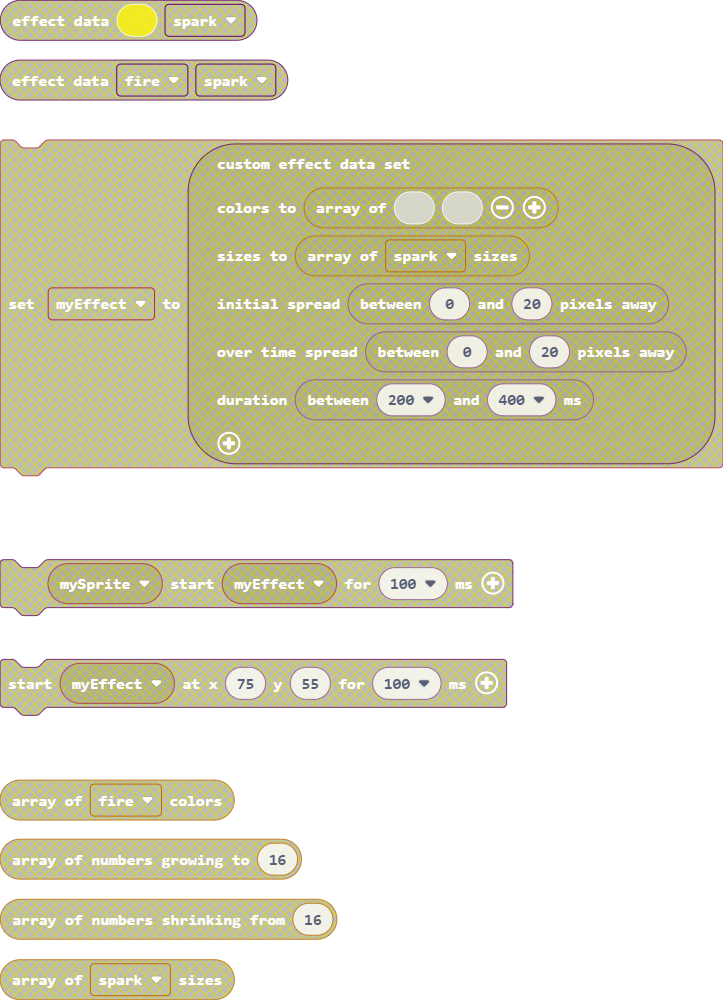 effect data spark
effect data fire spark
custom effect data set
colors to array of
sizes to array of spark sizes
set myEffect to initial spread between 0 and 20 pixels away
over time spread between 0 and 20 pixels away
duration between 200 and 400 ms
mySprite start myEffect for 100 ms
start myEffect at x 75 y 55 for 100 ms
array of fire colors
array of numbers growing to 16
array of numbers shrinking from 16
array of spark sizes